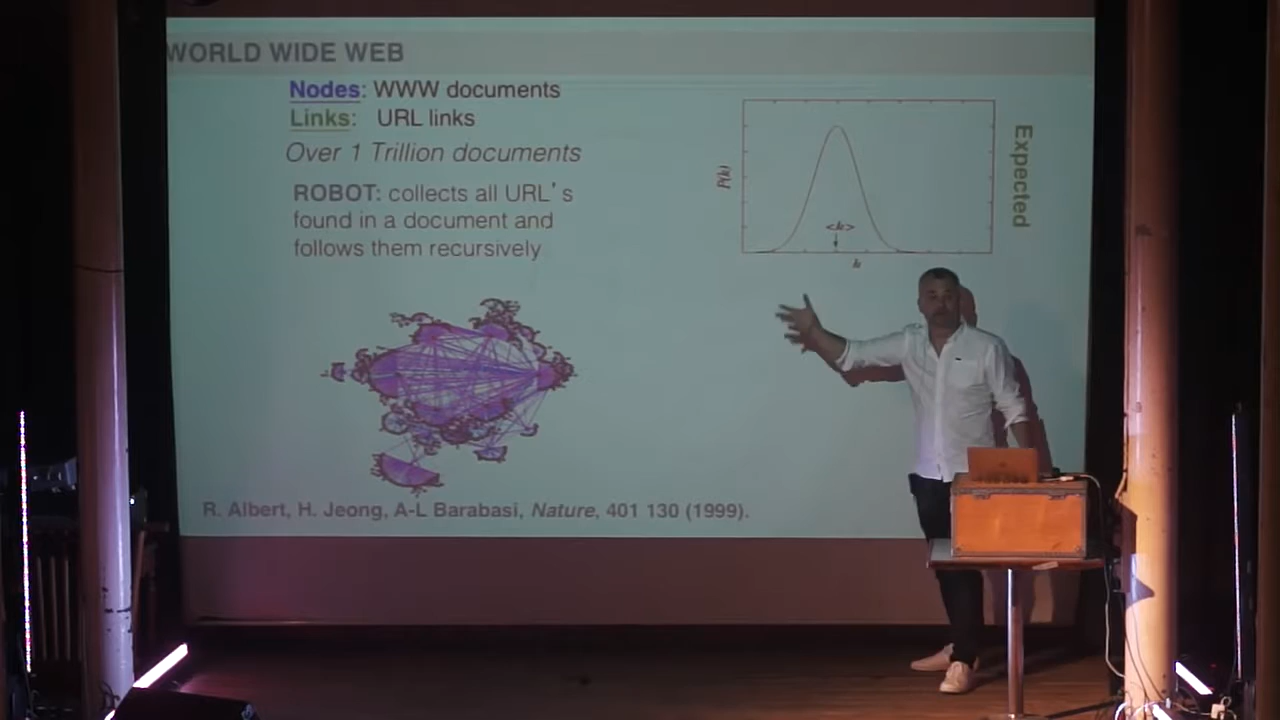 WORLD WIDE WEB
Nodes: WWW documents
Links: URL links
Over 1 Trillion documents
ROBOT: collects all URL's
found in a document and
follows them recursively
P(k)
<k>
k
Expected
R. Albert, H. Jeong, A-L Barabasi, Nature, 401 130 (1999).